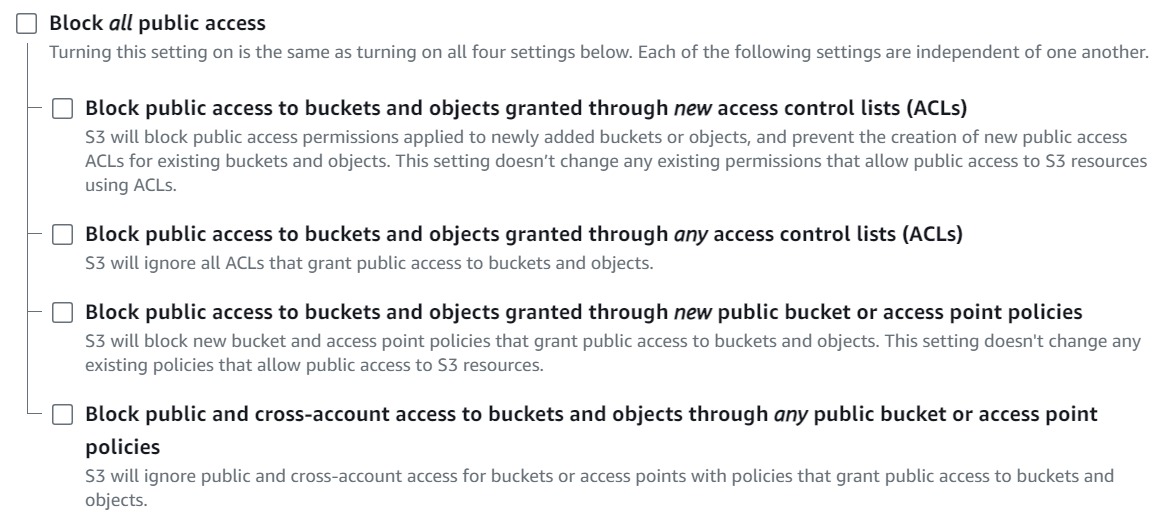 Block all public access
Turning this setting on is the same as turning on all four settings below. Each of the following settings are independent of one another.
Block public access to buckets and objects granted through new access control lists (ACLs)
S3 will block public access permissions applied to newly added buckets or objects, and prevent the creation of new public access
ACLs for existing buckets and objects. This setting doesn’t change any existing permissions that allow public access to S3 resources
using ACLs.
Block public access to buckets and objects granted through any access control lists (ACLs)
S3 will ignore all ACLs that grant public access to buckets and objects.
Block public access to buckets and objects granted through new public bucket or access point policies
S3 will block new bucket and access point policies that grant public access to buckets and objects. This setting doesn't change any
existing policies that allow public access to S3 resources.
Block public and cross-account access to buckets and objects through any public bucket or access point
policies
S3 will ignore public and cross-account access for buckets or access points with policies that grant public access to buckets and
objects.